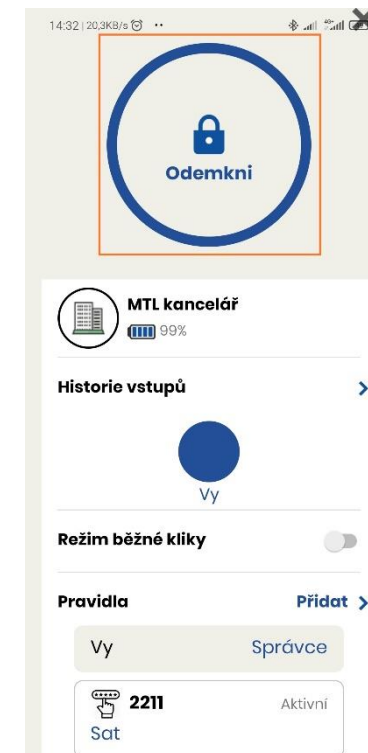 14:32 | 20,3KB/s
Odemkni
MTL kancelář
99%
Historie vstupů
Vy
Režim běžné kliky
Pravidla Přidat
Vy Správce
2211 Aktivní
Sat